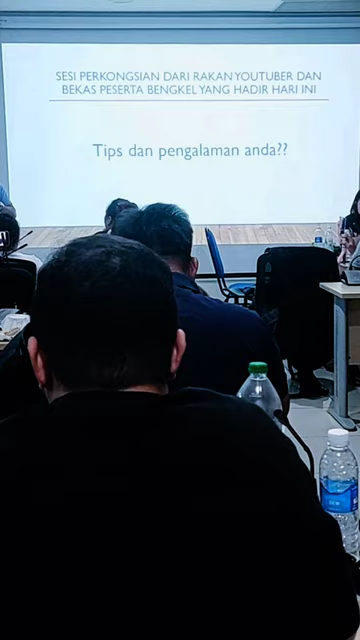 SESI PERKONGSIAN DARI RAKAN YOUTUBER DAN
BEKAS PESERTA BENGKEL YANG HADIR HARI INI
Tips dan pengalaman anda??